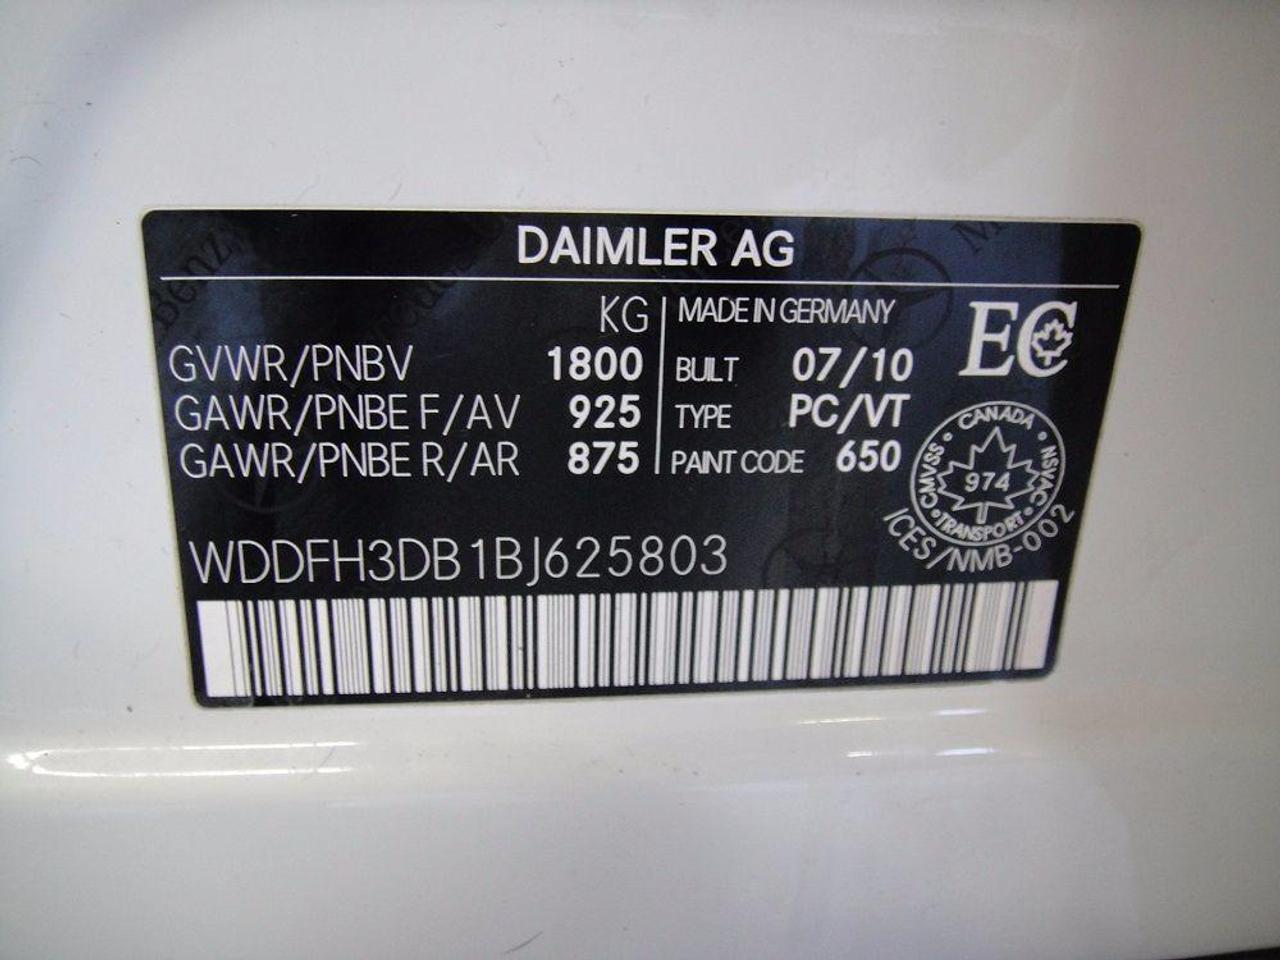 DAIMLER AG
KG
GVWR/PNBV 1800
GAWR/PNBE F/AV 925
GAWR/PNBE R/AR 875
MADE IN GERMANY
BUILT 07/10
TYPE PC/VT
PAINT CODE 650
EC
CANADA
CMVSS 974 NSVAC
TRANSPORT
ICES/NMB-002
WDDFH3DB1BJ625803